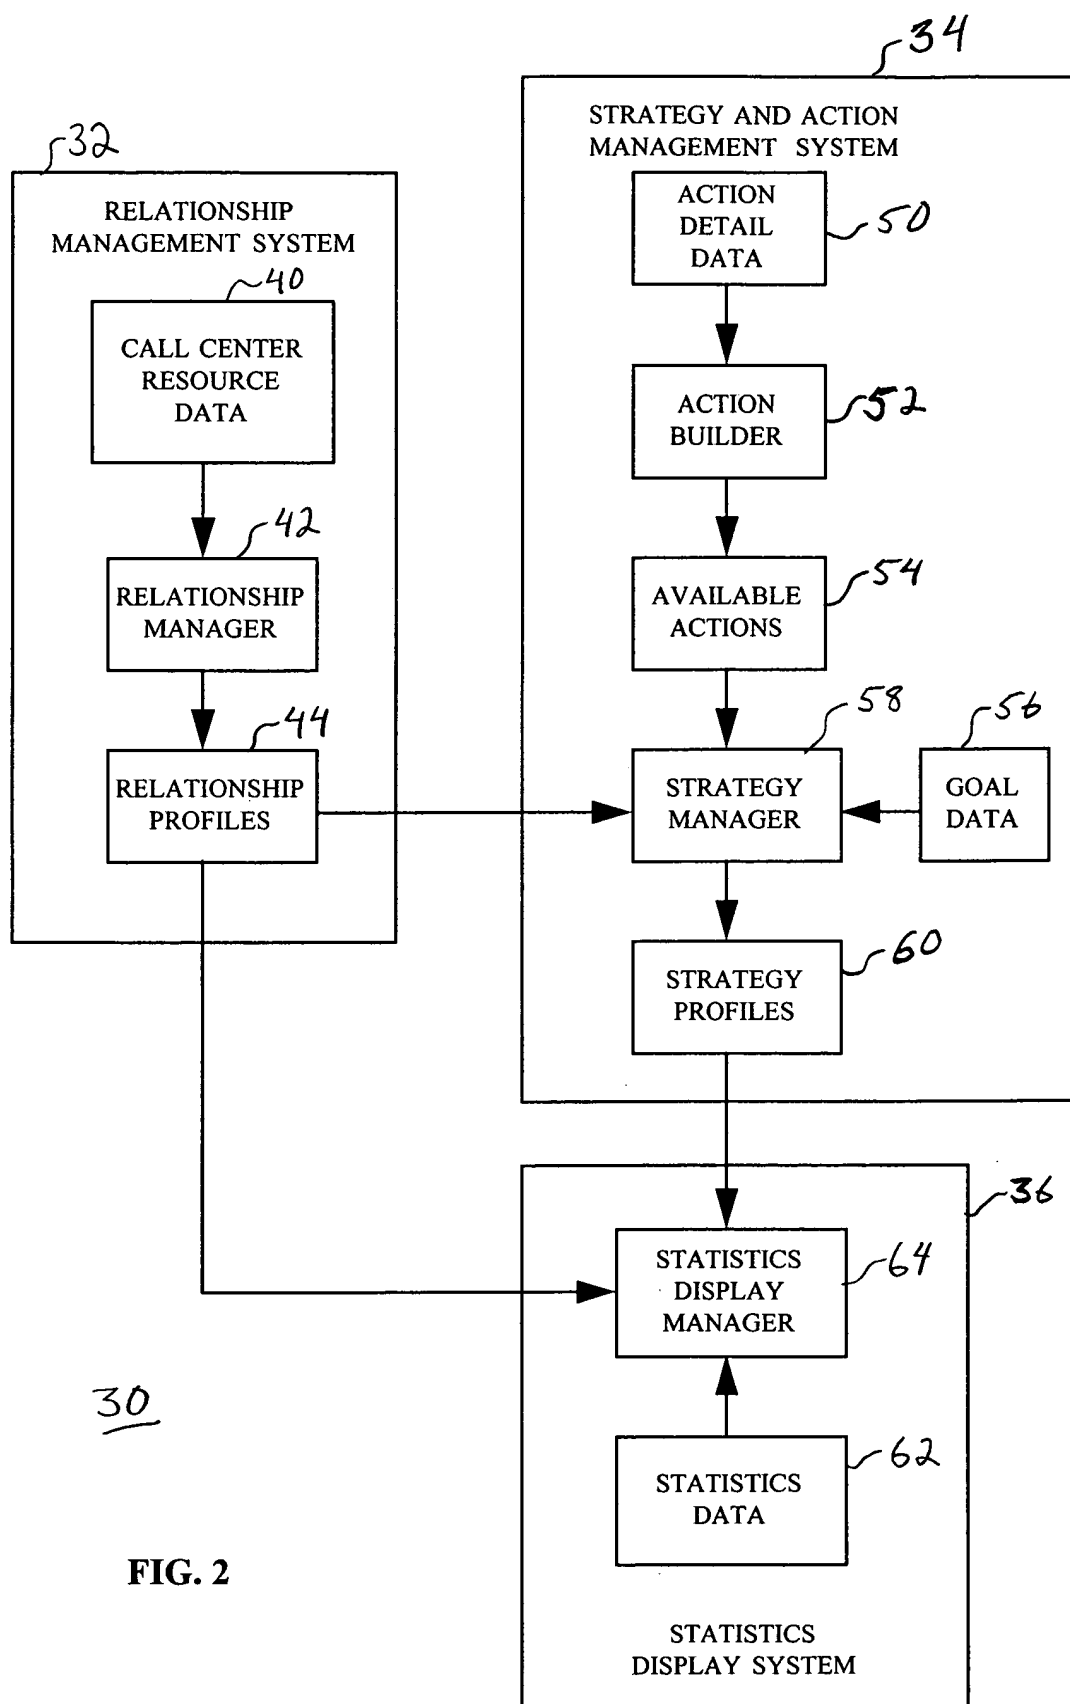 34
STRATEGY AND ACTION
MANAGEMENT SYSTEM
32
RELATIONSHIP
MANAGEMENT SYSTEM
40
CALL CENTER
RESOURCE
DATA
42
RELATIONSHIP
MANAGER
44
RELATIONSHIP
PROFILES
ACTION
DETAIL
DATA
50
ACTION
BUILDER
52
AVAILABLE
ACTIONS
54
58
STRATEGY
MANAGER
56
GOAL
DATA
STRATEGY
PROFILES
60
36
STATISTICS
DISPLAY
MANAGER
64
STATISTICS
DATA
62
STATISTICS
DISPLAY SYSTEM
30
FIG. 2